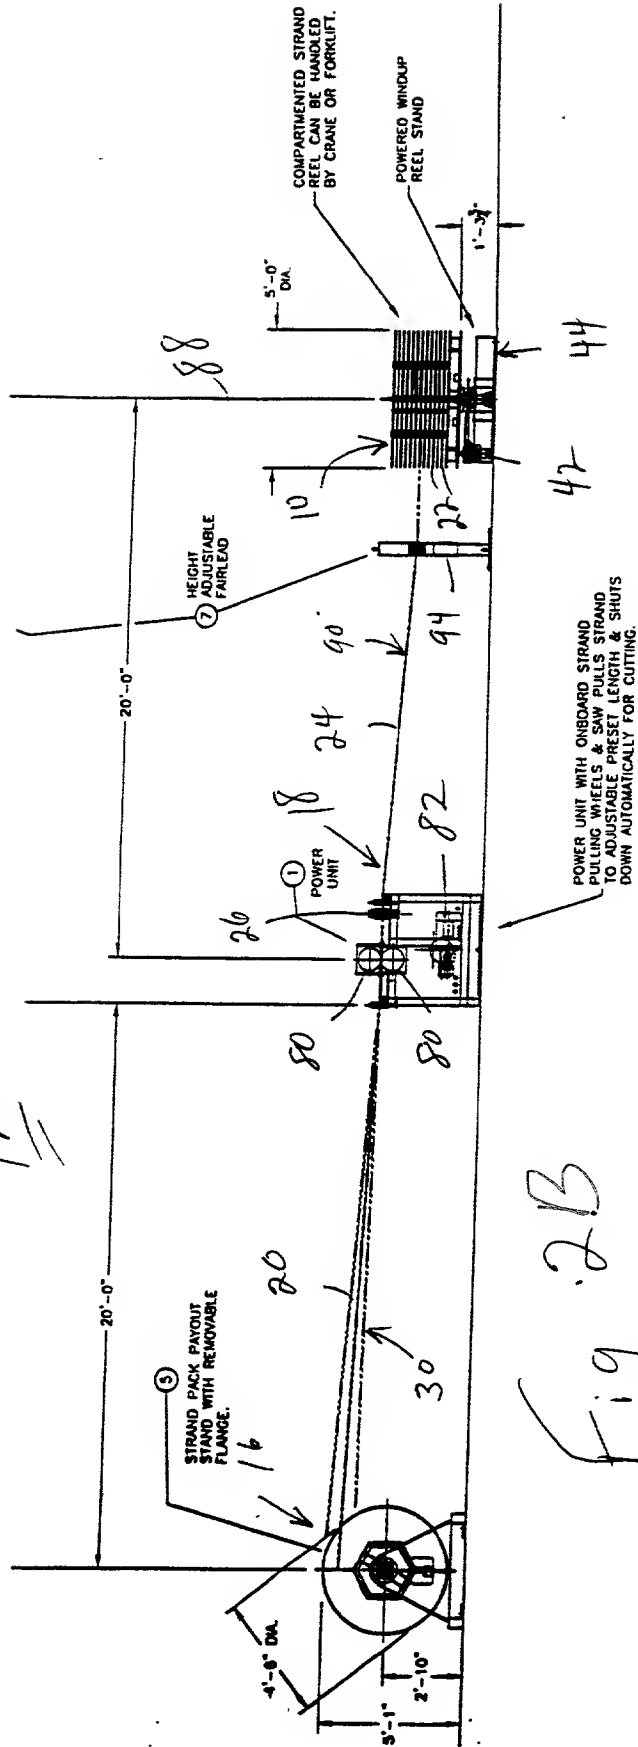 20'-0"
20'-0"
5
STRAND PACK PAYOUT
STAND WITH REMOVABLE
FLANGE.
16
4'-6" DIA.
5'-1"
2'-10"
20
30
26
1
POWER
UNIT
18
80
80
82
24
90
7
HEIGHT
ADJUSTABLE
FAIRLEAD
94
88
10
22
5'-0"
DIA.
COMPARTMENTED STRAND
REEL CAN BE HANDLED
BY CRANE OR FORKLIFT.
POWERED WINDUP
REEL STAND
42
44
POWER UNIT WITH ONBOARD STRAND
PULLING WHEELS & SAW PULLS STRAND
TO ADJUSTABLE PRESET LENGTH & SHUTS
DOWN AUTOMATICALLY FOR CUTTING.
Fig. 2B